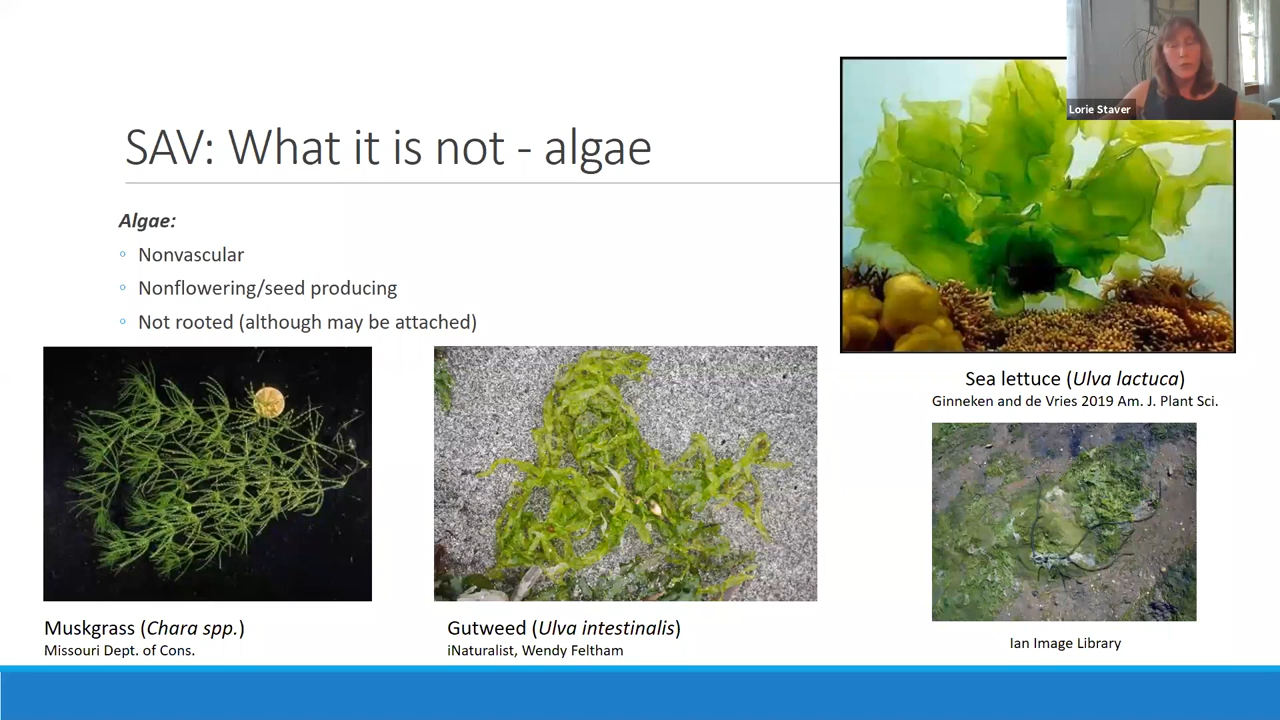 Lorie Staver
SAV: What it is not - algae
Algae:
Nonvascular
Nonflowering/seed producing
Not rooted (although may be attached)
Sea lettuce (Ulva lactuca)
Ginneken and de Vries 2019 Am. J. Plant Sci.
Muskgrass (Chara spp.)
Missouri Dept. of Cons.
Gutweed (Ulva intestinalis)
iNaturalist, Wendy Feltham
Ian Image Library